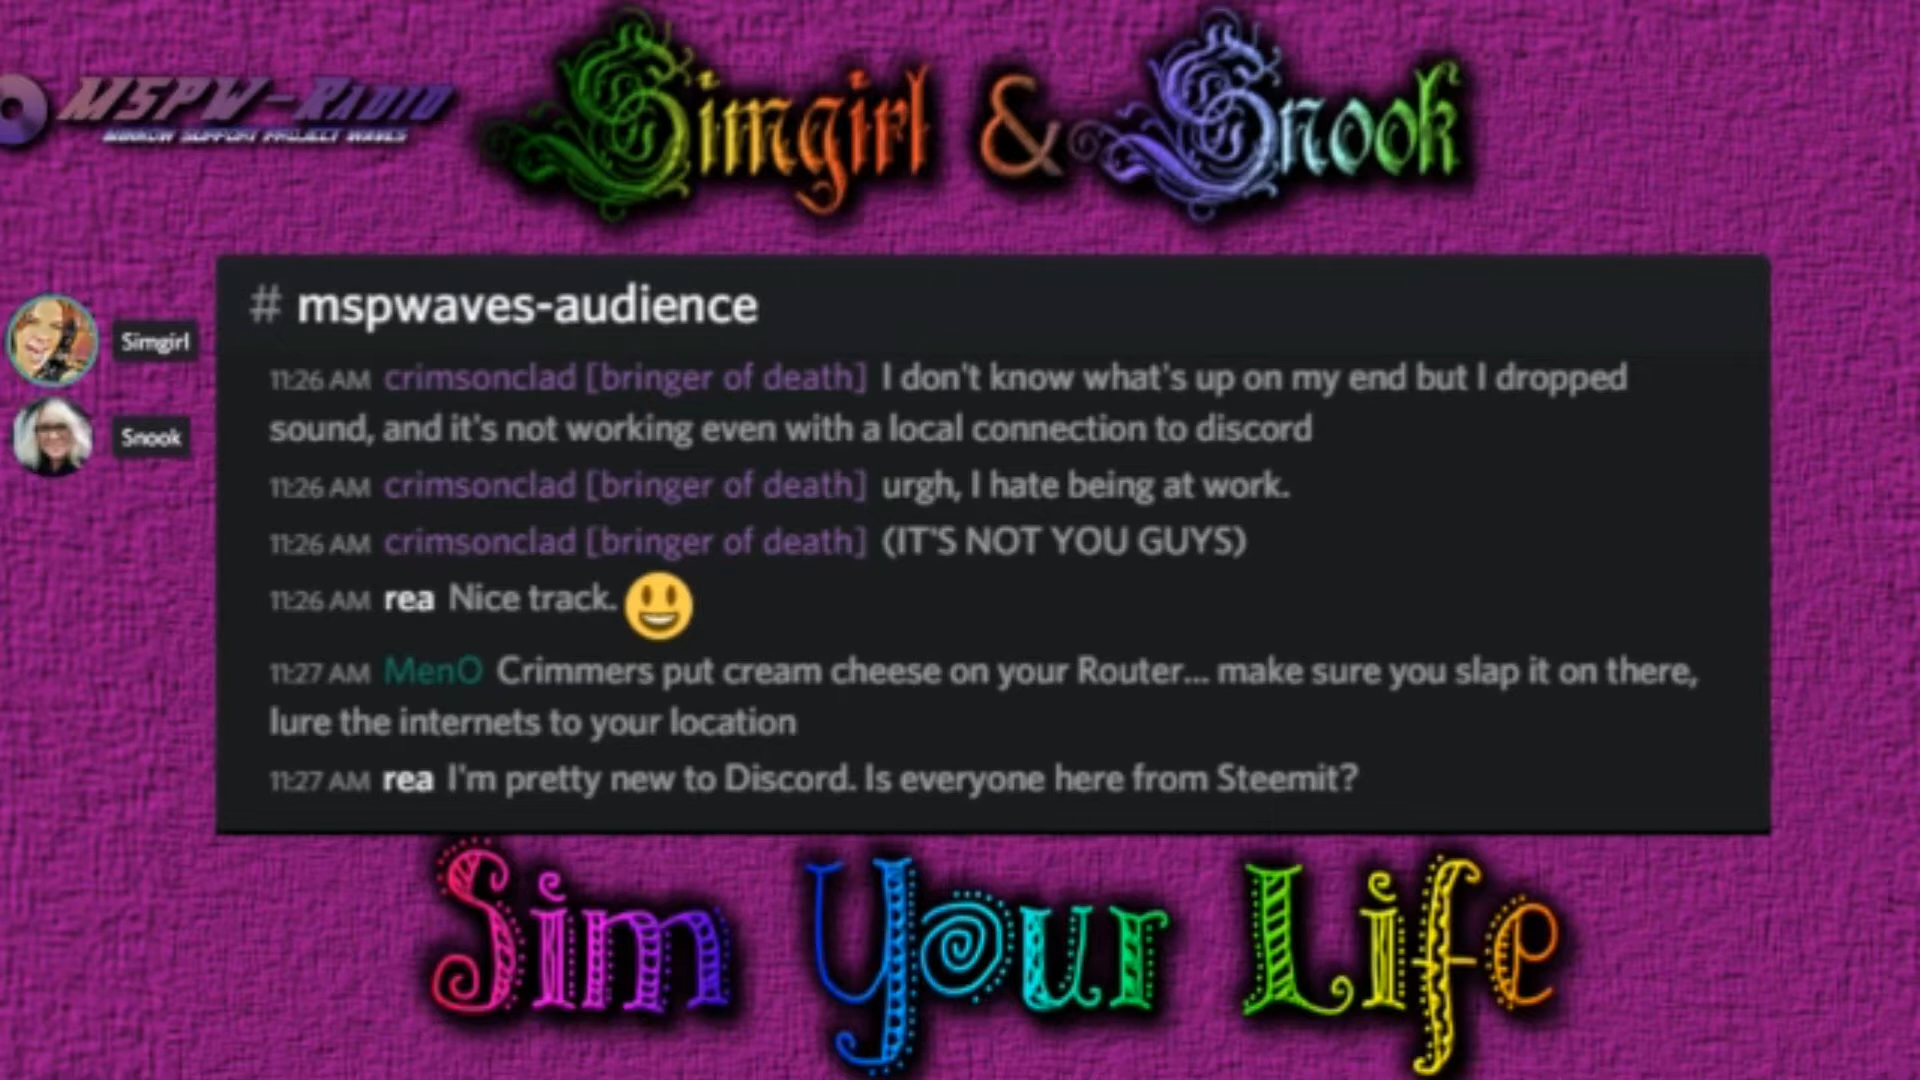 MSPW-RADIO
MINNOW SUPPORT PROJECT WAVES
Simgirl & Snook
# mspwaves-audience
Simgirl
Snook
11:26 AM crimsonclad [bringer of death] I don't know what's up on my end but I dropped
sound, and it's not working even with a local connection to discord
11:26 AM crimsonclad [bringer of death] urgh, I hate being at work.
11:26 AM crimsonclad [bringer of death] (IT'S NOT YOU GUYS)
11:26 AM rea Nice track. 😃
11:27 AM MenO Crimmers put cream cheese on your Router... make sure you slap it on there,
lure the internets to your location
11:27 AM rea I'm pretty new to Discord. Is everyone here from Steemit?
Sim Your Life